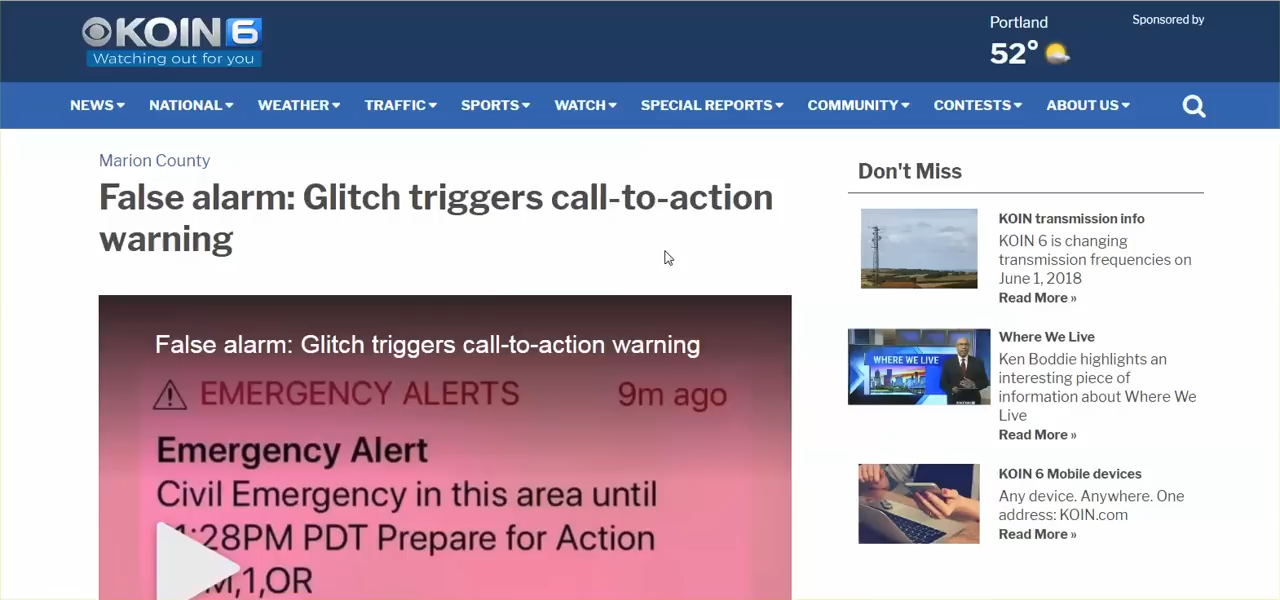 KOIN 6
Watching out for you
Portland
52°
Sponsored by
NEWS
NATIONAL
WEATHER
TRAFFIC
SPORTS
WATCH
SPECIAL REPORTS
COMMUNITY
CONTESTS
ABOUT US
Marion County
False alarm: Glitch triggers call-to-action
warning
False alarm: Glitch triggers call-to-action warning
EMERGENCY ALERTS
9m ago
Emergency Alert
Civil Emergency in this area until
:28PM PDT Prepare for Action
,1,OR
Don't Miss
KOIN transmission info
KOIN 6 is changing
transmission frequencies on
June 1, 2018
Read More »
WHERE WE LIVE
Where We Live
Ken Boddie highlights an
interesting piece of
information about Where We
Live
Read More »
KOIN 6 Mobile devices
Any device. Anywhere. One
address: KOIN.com
Read More »